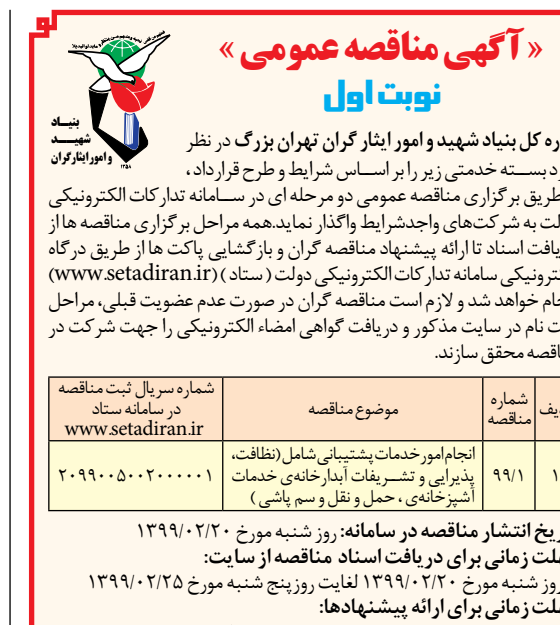 « آگهی مناقصه عمومی »
نوبت اول
بنیاد
شهید
و امور ایثارگران
۱۳۵۸
ره کل بنیاد شهید و امور ایثار گران تهران بزرگ در نظر
رد بسته خدمتی زیر را بر اساس شرایط و طرح قرارداد،
طریق برگزاری مناقصه عمومی دو مرحله ای در سامانه تدارکات الکترونیکی
لت به شرکت‌های واجدشرایط واگذار نماید.همه مراحل برگزاری مناقصه ها از
یافت اسناد تا ارائه پیشنهاد مناقصه گران و بازگشایی پاکت ها از طریق درگاه
کترونیکی سامانه تدارکات الکترونیکی دولت ( ستاد ) (www.setadiran.ir)
جام خواهد شد و لازم است مناقصه گران در صورت عدم عضویت قبلی، مراحل
ت نام در سایت مذکور و دریافت گواهی امضاء الکترونیکی را جهت شرکت در
اقصه محقق سازند.
یف
شماره
مناقصه
موضوع مناقصه
شماره سریال ثبت مناقصه
در سامانه ستاد
www.setadiran.ir
۱
۹۹/۱
انجام‌امور خدمات پشتیبانی شامل(نظافت،
پذیرایی و تشریفات آبدارخانه‌ی خدمات
آشپزخانه‌ی ، حمل و نقل و سم پاشی )
۲۰۹۹۰۰۵۰۰۲۰۰۰۰۰۱
ریخ انتشار مناقصه در سامانه: روز شنبه مورخ ۱۳۹۹/۰۲/۲۰
هلت زمانی برای دریافت اسناد مناقصه از سایت:
روز شنبه مورخ ۱۳۹۹/۰۲/۲۰ لغایت روز پنج شنبه مورخ ۱۳۹۹/۰۲/۲۵
هلت زمانی برای ارائه پیشنهادها: